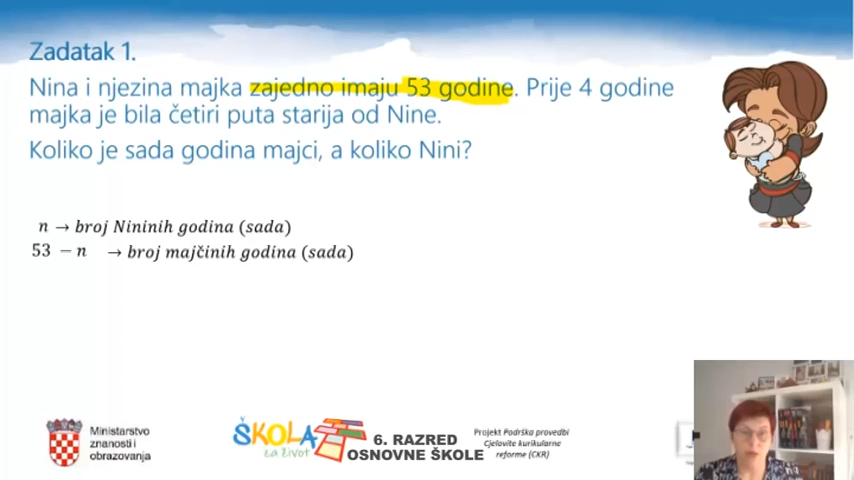 Zadatak 1.
Nina i njezina majka zajedno imaju 53 godine. Prije 4 godine
majka je bila četiri puta starija od Nine.
Koliko je sada godina majci, a koliko Nini?
n → broj Nininih godina (sada)
53 − n → broj majčinih godina (sada)
Ministarstvo
znanosti i
obrazovanja
ŠKOLA
za život
6. RAZRED
OSNOVNE ŠKOLE
Projekt Podrška provedbi
Cjelovite kurikularne
reforme (CKR)